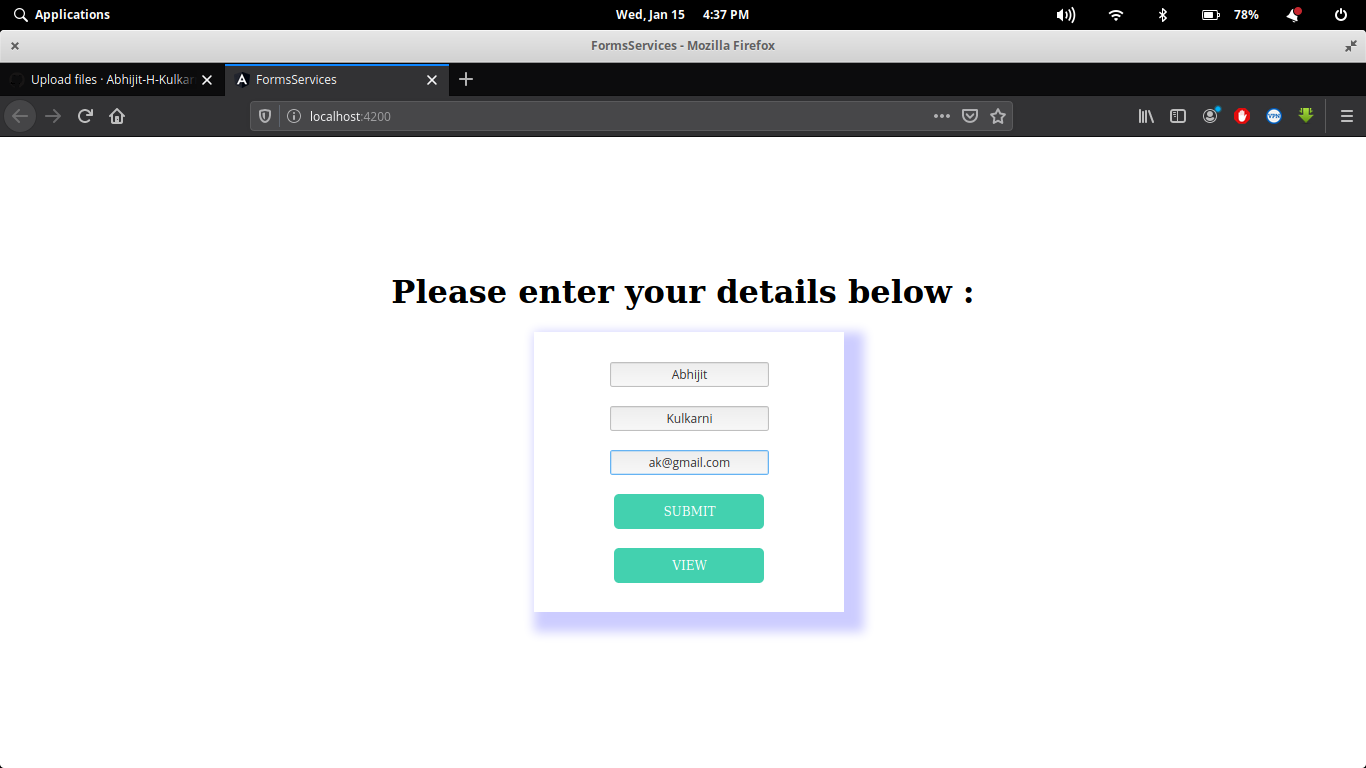 Applications
Wed, Jan 15 4:37 PM
78%
FormsServices - Mozilla Firefox
Upload files · Abhijit-H-Kulkar
FormsServices
localhost:4200
VPN
Please enter your details below :
Abhijit
Kulkarni
ak@gmail.com
SUBMIT
VIEW